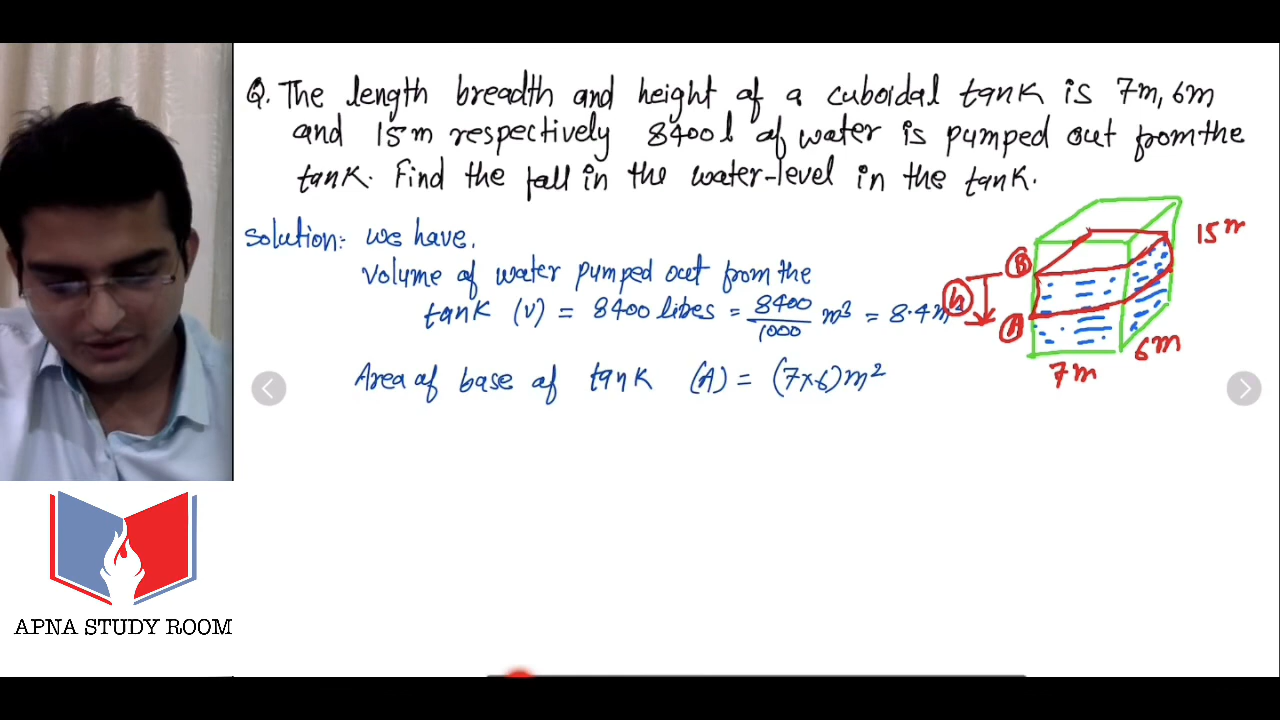 Q. The length breadth and height of a cuboidal tank is 7m, 6m
and 15m respectively 8400l of water is pumped out from the
tank. Find the fall in the water-level in the tank.
Solution:- we have,
Volume of water pumped out from the
tank (v) = 8400 litres = 8400/1000 m³ = 8.4 m³
Area of base of tank (A) = (7×6)m²
15m
B
h
A
6m
7m
APNA STUDY ROOM